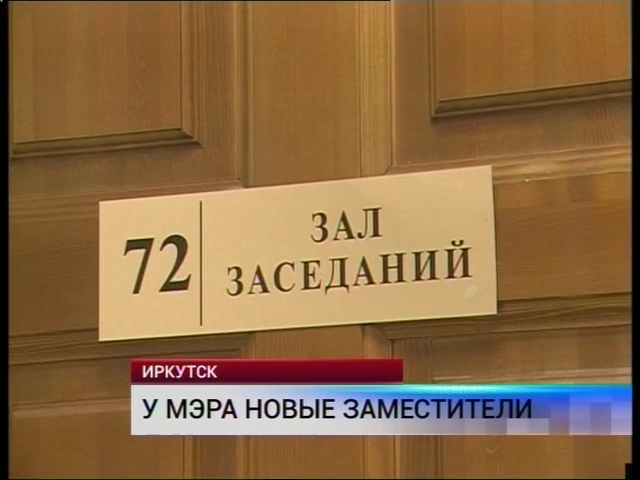 72
ЗАЛ
ЗАСЕДАНИЙ
ИРКУТСК
У МЭРА НОВЫЕ ЗАМЕСТИТЕЛИ